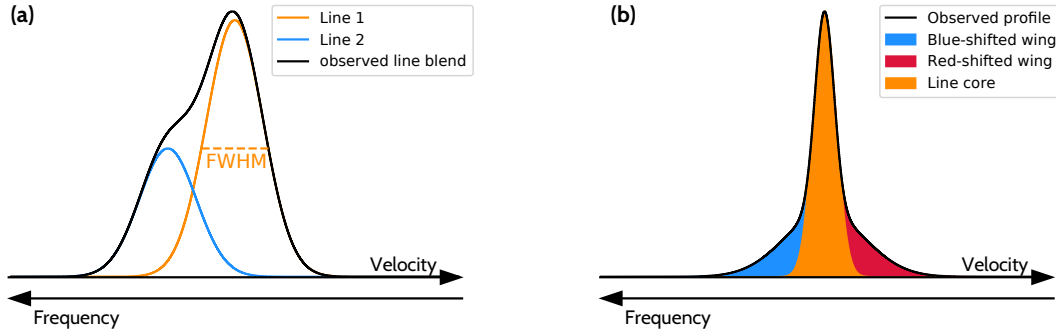 (a)
Line 1
Line 2
observed line blend
FWHM
Velocity
Frequency
(b)
Observed profile
Blue-shifted wing
Red-shifted wing
Line core
Velocity
Frequency